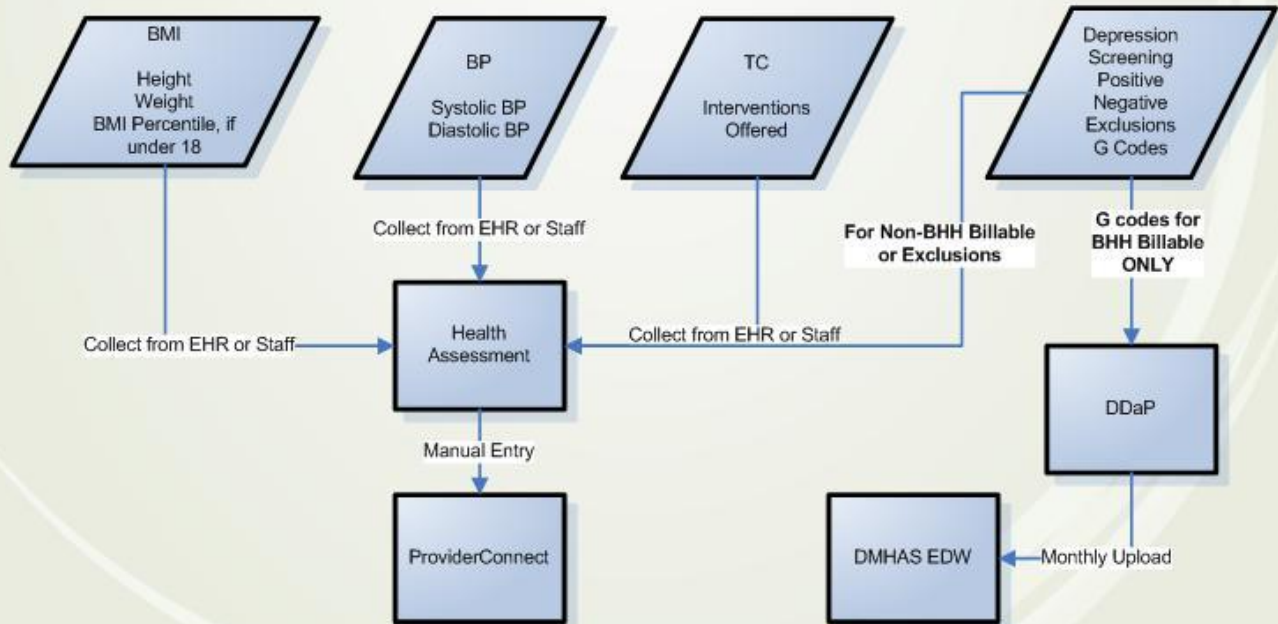 BMI
Height
Weight
BMI Percentile, if
under 18
BP
Systolic BP
Diastolic BP
TC
Interventions
Offered
Depression
Screening
Positive
Negative
Exclusions
G Codes
Collect from EHR or Staff
For Non-BHH Billable
or Exclusions
G codes for
BHH Billable
ONLY
Collect from EHR or Staff
Health
Assessment
Collect from EHR or Staff
DDaP
Manual Entry
ProviderConnect
DMHAS EDW
Monthly Upload